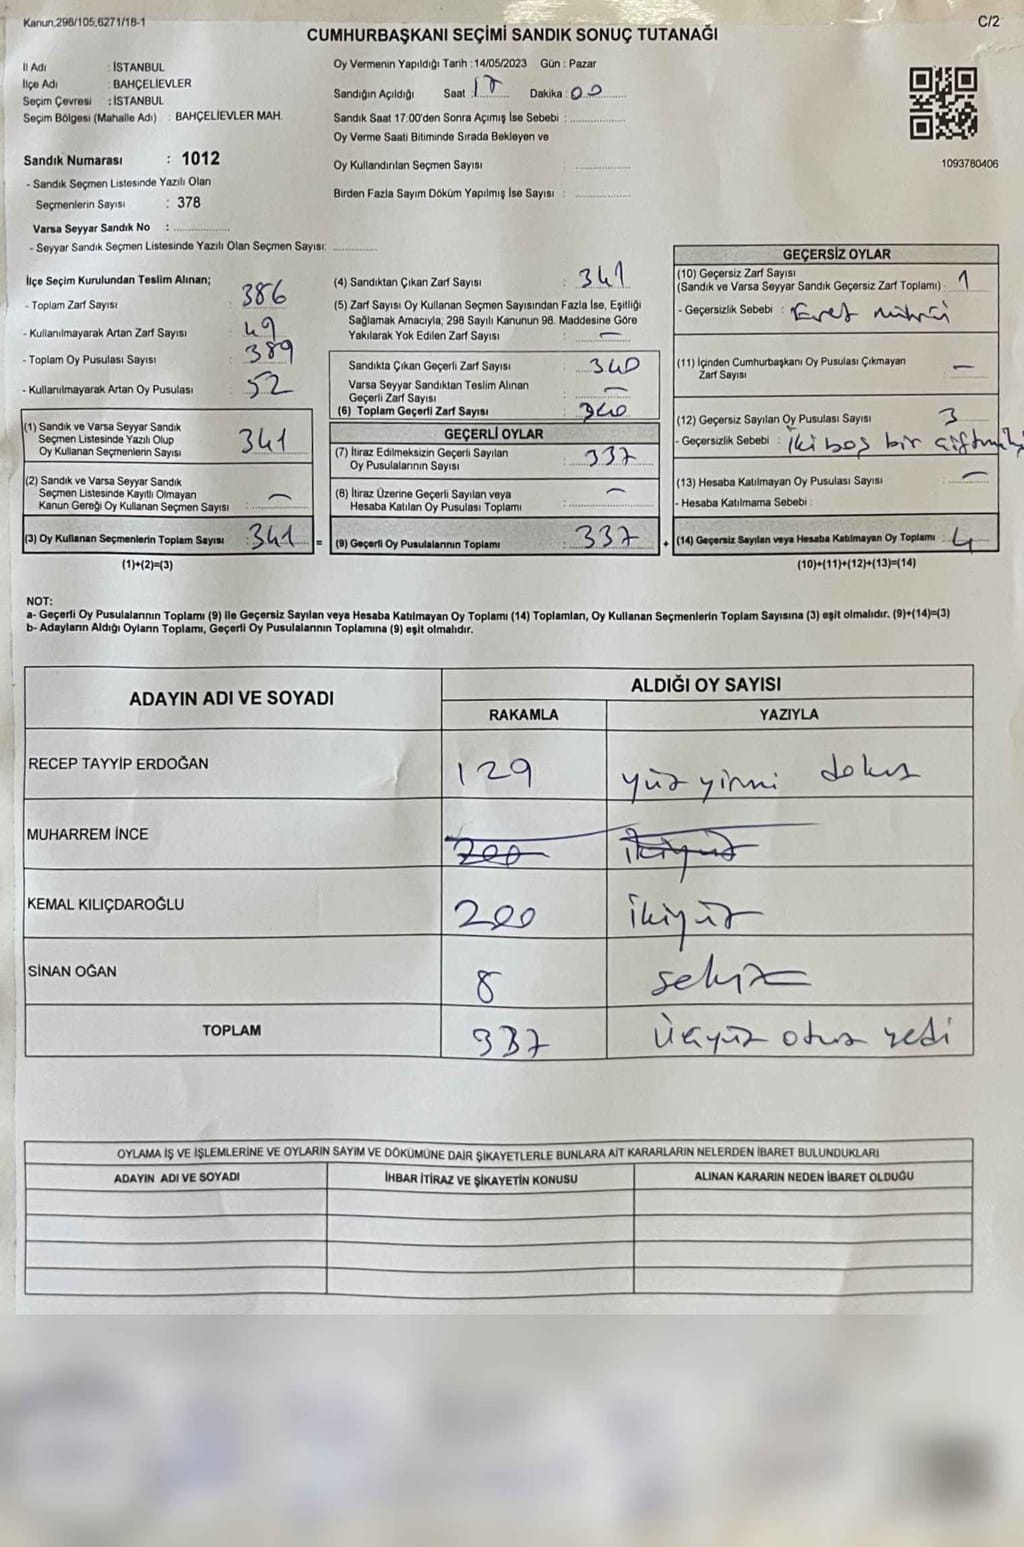 Kanun,298/105,6271/18-1
C/2
CUMHURBAŞKANI SEÇİMİ SANDIK SONUÇ TUTANAĞI
İl Adı : İSTANBUL
İlçe Adı : BAHÇELİEVLER
Seçim Çevresi : İSTANBUL
Seçim Bölgesi (Mahalle Adı) : BAHÇELİEVLER MAH.
Sandık Numarası : 1012
- Sandık Seçmen Listesinde Yazılı Olan
Seçmenlerin Sayısı : 378
Varsa Seyyar Sandık No :
- Seyyar Sandık Seçmen Listesinde Yazılı Olan Seçmen Sayısı:
Oy Vermenin Yapıldığı Tarih : 14/05/2023 Gün : Pazar
Sandığın Açıldığı Saat : 17 Dakika : 00
Sandık Saat 17:00'den Sonra Açılmış İse Sebebi :
Oy Verme Saati Bitiminde Sırada Bekleyen ve
Oy Kullandırılan Seçmen Sayısı :
Birden Fazla Sayım Döküm Yapılmış İse Sayısı :
1093780406
İlçe Seçim Kurulundan Teslim Alınan;
- Toplam Zarf Sayısı : 386
- Kullanılmayarak Artan Zarf Sayısı : 49
- Toplam Oy Pusulası Sayısı : 389
- Kullanılmayarak Artan Oy Pusulası : 52
(1) Sandık ve Varsa Seyyar Sandık
Seçmen Listesinde Yazılı Olup
Oy Kullanan Seçmenlerin Sayısı : 341
(2) Sandık ve Varsa Seyyar Sandık
Seçmen Listesinde Kayıtlı Olmayan
Kanun Gereği Oy Kullanan Seçmen Sayısı : –
(3) Oy Kullanan Seçmenlerin Toplam Sayısı : 341 =
(1)+(2)=(3)
(4) Sandıktan Çıkan Zarf Sayısı : 341
(5) Zarf Sayısı Oy Kullanan Seçmen Sayısından Fazla İse, Eşitliği
Sağlamak Amacıyla; 298 Sayılı Kanunun 98. Maddesine Göre
Yakılarak Yok Edilen Zarf Sayısı : –
Sandıkta Çıkan Geçerli Zarf Sayısı : 340
Varsa Seyyar Sandıktan Teslim Alınan
Geçerli Zarf Sayısı : –
(6) Toplam Geçerli Zarf Sayısı : 340
GEÇERLİ OYLAR
(7) İtiraz Edilmeksizin Geçerli Sayılan
Oy Pusulalarının Sayısı : 337
(8) İtiraz Üzerine Geçerli Sayılan veya
Hesaba Katılan Oy Pusulası Toplamı : –
(9) Geçerli Oy Pusulalarının Toplamı : 337 +
GEÇERSİZ OYLAR
(10) Geçersiz Zarf Sayısı
(Sandık ve Varsa Seyyar Sandık Geçersiz Zarf Toplamı) : 1
- Geçersizlik Sebebi : Evet mührü
(11) İçinden Cumhurbaşkanı Oy Pusulası Çıkmayan
Zarf Sayısı : –
(12) Geçersiz Sayılan Oy Pusulası Sayısı : 3
- Geçersizlik Sebebi : İki boş bir
(13) Hesaba Katılmayan Oy Pusulası Sayısı : –
- Hesaba Katılmama Sebebi :
(14) Geçersiz Sayılan veya Hesaba Katılmayan Oy Toplamı : 4
(10)+(11)+(12)+(13)=(14)
NOT:
a- Geçerli Oy Pusulalarının Toplamı (9) ile Geçersiz Sayılan veya Hesaba Katılmayan Oy Toplamı (14) Toplamları, Oy Kullanan Seçmenlerin Toplam Sayısına (3) eşit olmalıdır. (9)+(14)=(3)
b- Adayların Aldığı Oyların Toplamı, Geçerli Oy Pusulalarının Toplamına (9) eşit olmalıdır.
ADAYIN ADI VE SOYADI ALDIĞI OY SAYISI
RAKAMLA YAZIYLA
RECEP TAYYİP ERDOĞAN 129 yüz yirmi dokuz
MUHARREM İNCE 200 ikiyüz
KEMAL KILIÇDAROĞLU 200 ikiyüz
SİNAN OĞAN 8 sekiz
TOPLAM 337 Üçyüz otuz yedi
OYLAMA İŞ VE İŞLEMLERİNE VE OYLARIN SAYIM VE DÖKÜMÜNE DAİR ŞİKAYETLERLE BUNLARA AİT KARARLARIN NELERDEN İBARET BULUNDUKLARI
ADAYIN ADI VE SOYADI İHBAR İTİRAZ VE ŞİKAYETİN KONUSU ALINAN KARARIN NEDEN İBARET OLDUĞU